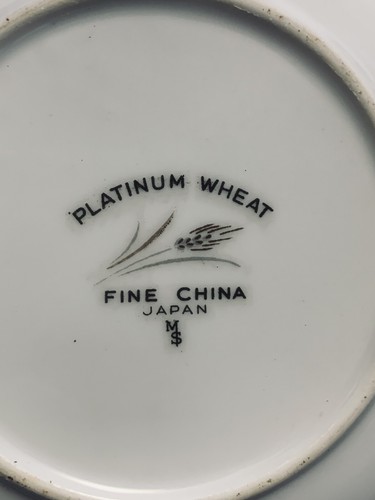 PLATINUM WHEAT
FINE CHINA
JAPAN
M
S